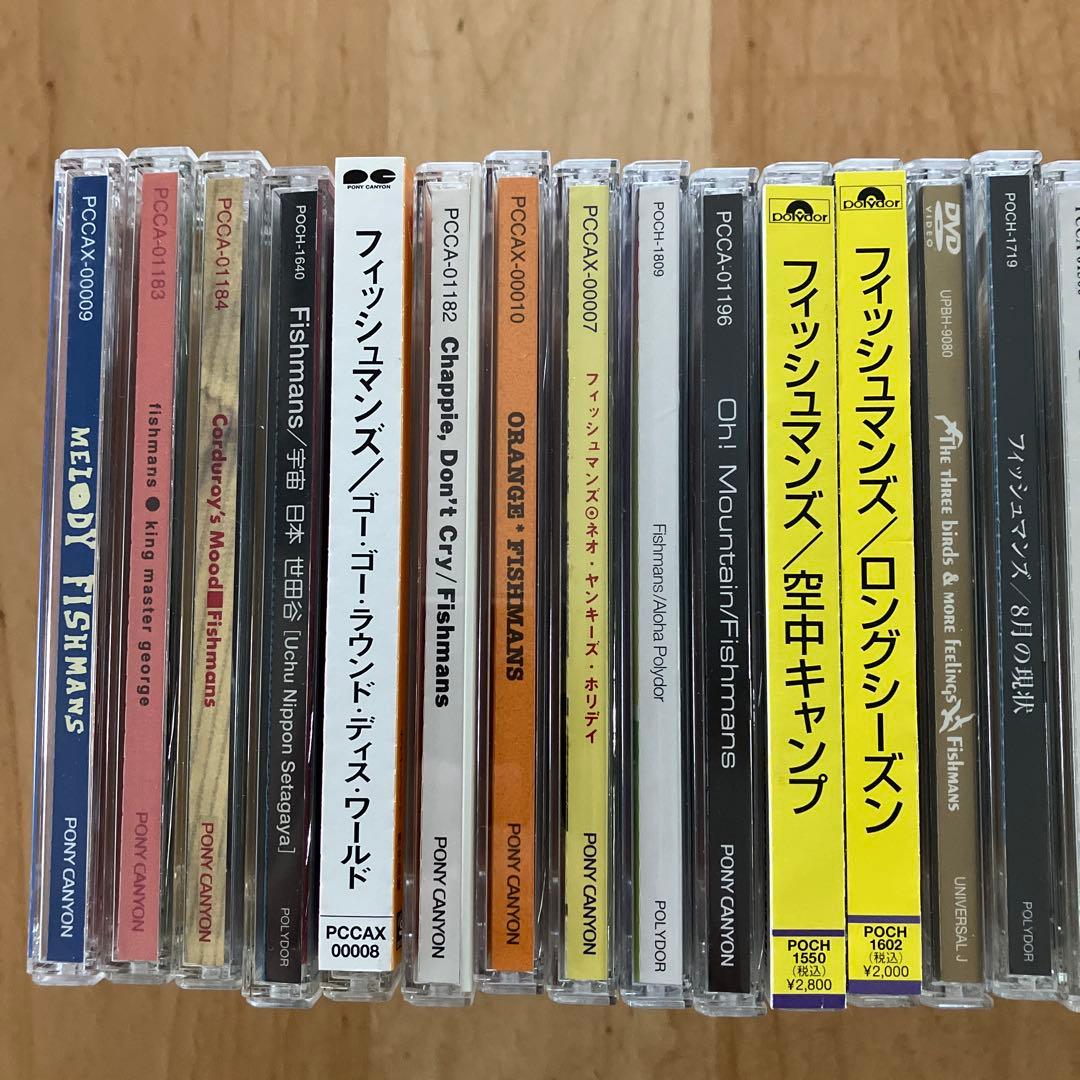 PCCAX-00009
MELODY FISHMANS
PONY CANYON
PCCA-01183
fishmans ● king master george
PONY CANYON
PCCA-01184
Corduroy's Mood■Fishmans
PONY CANYON
POCH-1640
Fishmans/宇宙 日本 世田谷 [Uchu Nippon Setagaya]
POLYDOR
PONY CANYON
フィッシュマンズ/ゴー・ゴー・ラウンド・ディス・ワールド
PCCAX
00008
PCCA-01182
Chappie, Don't Cry/Fishmans
PONY CANYON
PCCAX-00010
ORANGE * FISHMANS
PONY CANYON
PCCAX-00007
フィッシュマンズ⊙ネオ・ヤンキーズ・ホリデイ
PONY CANYON
POCH-1809
Fishmans/Aloha Polydor
POLYDOR
PCCA-01196
Oh! Mountain/Fishmans
PONY CANYON
polydor
フィッシュマンズ/空中キャンプ
POCH
1550
(税込)
¥2,800
polydor
フィッシュマンズ/ロングシーズン
POCH
1602
(税込)
¥2,000
DVD
VIDEO
UPBH-9080
THE THREE birds & MORE FEELINGS FISHMANS
UNIVERSAL J
POCH-1719
フィッシュマンズ/8月の現状
POLYDOR